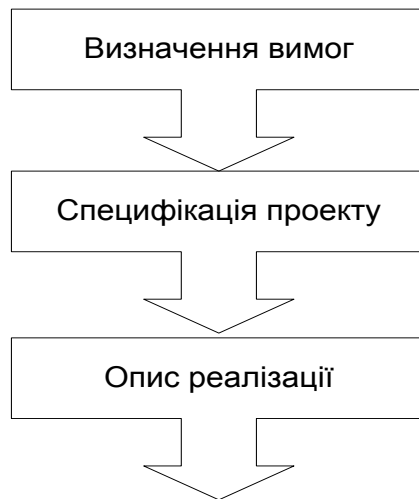 Визначення вимог
Специфікація проекту
Опис реалізації